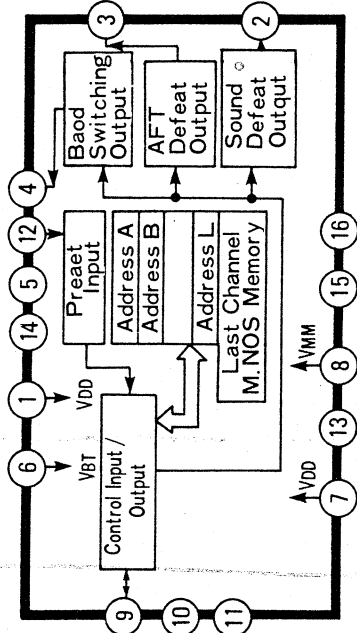 6
1
14
5
12
4
VBT
VDD
Preaet
Input
Baod
Switching
Output
3
9
10
11
Control Input /
Output
Address A
Address B
Address L
Last Channel
M.NOS Memory
AFT
Defeat
Output
Sound
Defeat
Outqut
2
VDD
VMM
7
13
8
15
16